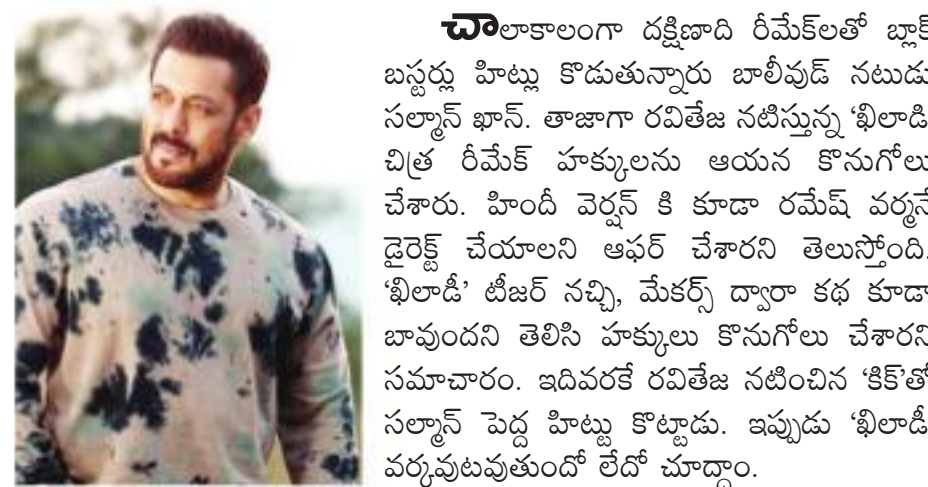 చాలాకాలంగా దక్షిణాది రీమేక్‌లతో బ్లాక్
బస్టర్లు హిట్లు కొడుతున్నారు బాలీవుడ్ నటుడు
సల్మాన్ ఖాన్. తాజాగా రవితేజ నటిస్తున్న ‘ఖిలాడి
చిత్ర రీమేక్ హక్కులను ఆయన కొనుగోలు
చేశారు. హిందీ వెర్షన్ కి కూడా రమేష్ వర్మనే
డైరెక్ట్ చేయాలని ఆఫర్ చేశారని తెలుస్తోంది.
‘ఖిలాడీ’ టీజర్ నచ్చి, మేకర్స్ ద్వారా కథ కూడా
బావుందని తెలిసి హక్కులు కొనుగోలు చేశారని
సమాచారం. ఇదివరకే రవితేజ నటించిన ‘కిక్’తో
సల్మాన్ పెద్ద హిట్టు కొట్టాడు. ఇప్పుడు ‘ఖిలాడీ
వర్కవుటవుతుందో లేదో చూద్దాం.